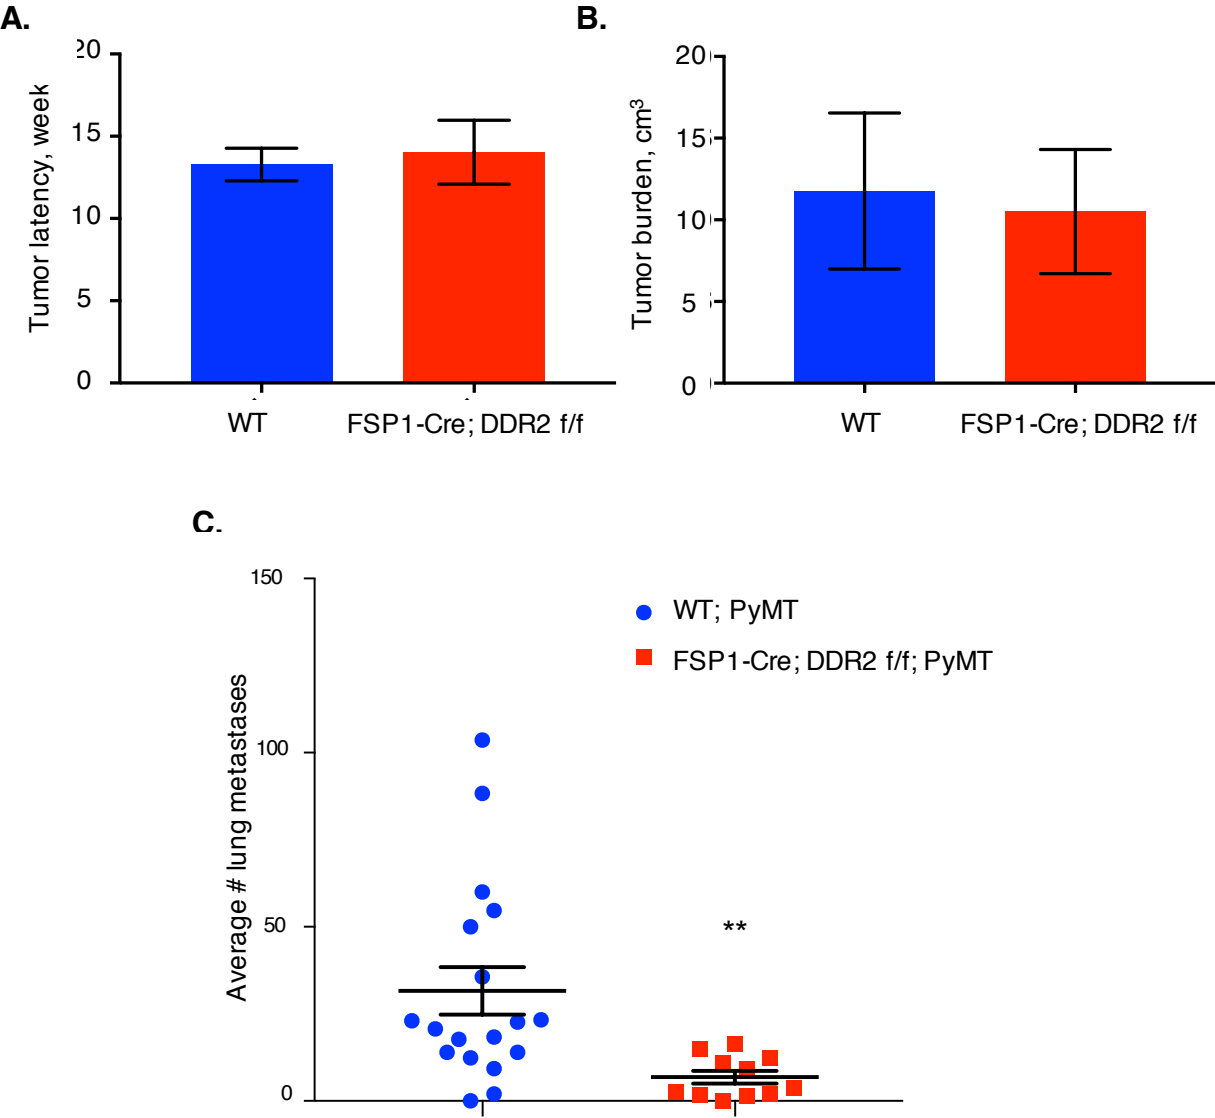 A.
20
15
10
5
0
Tumor latency, week
WT
FSP1-Cre; DDR2 f/f
B.
20
15
10
5
0
Tumor burden, cm³
WT
FSP1-Cre; DDR2 f/f
C.
150
100
50
0
Average # lung metastases
WT; PyMT
FSP1-Cre; DDR2 f/f; PyMT
**